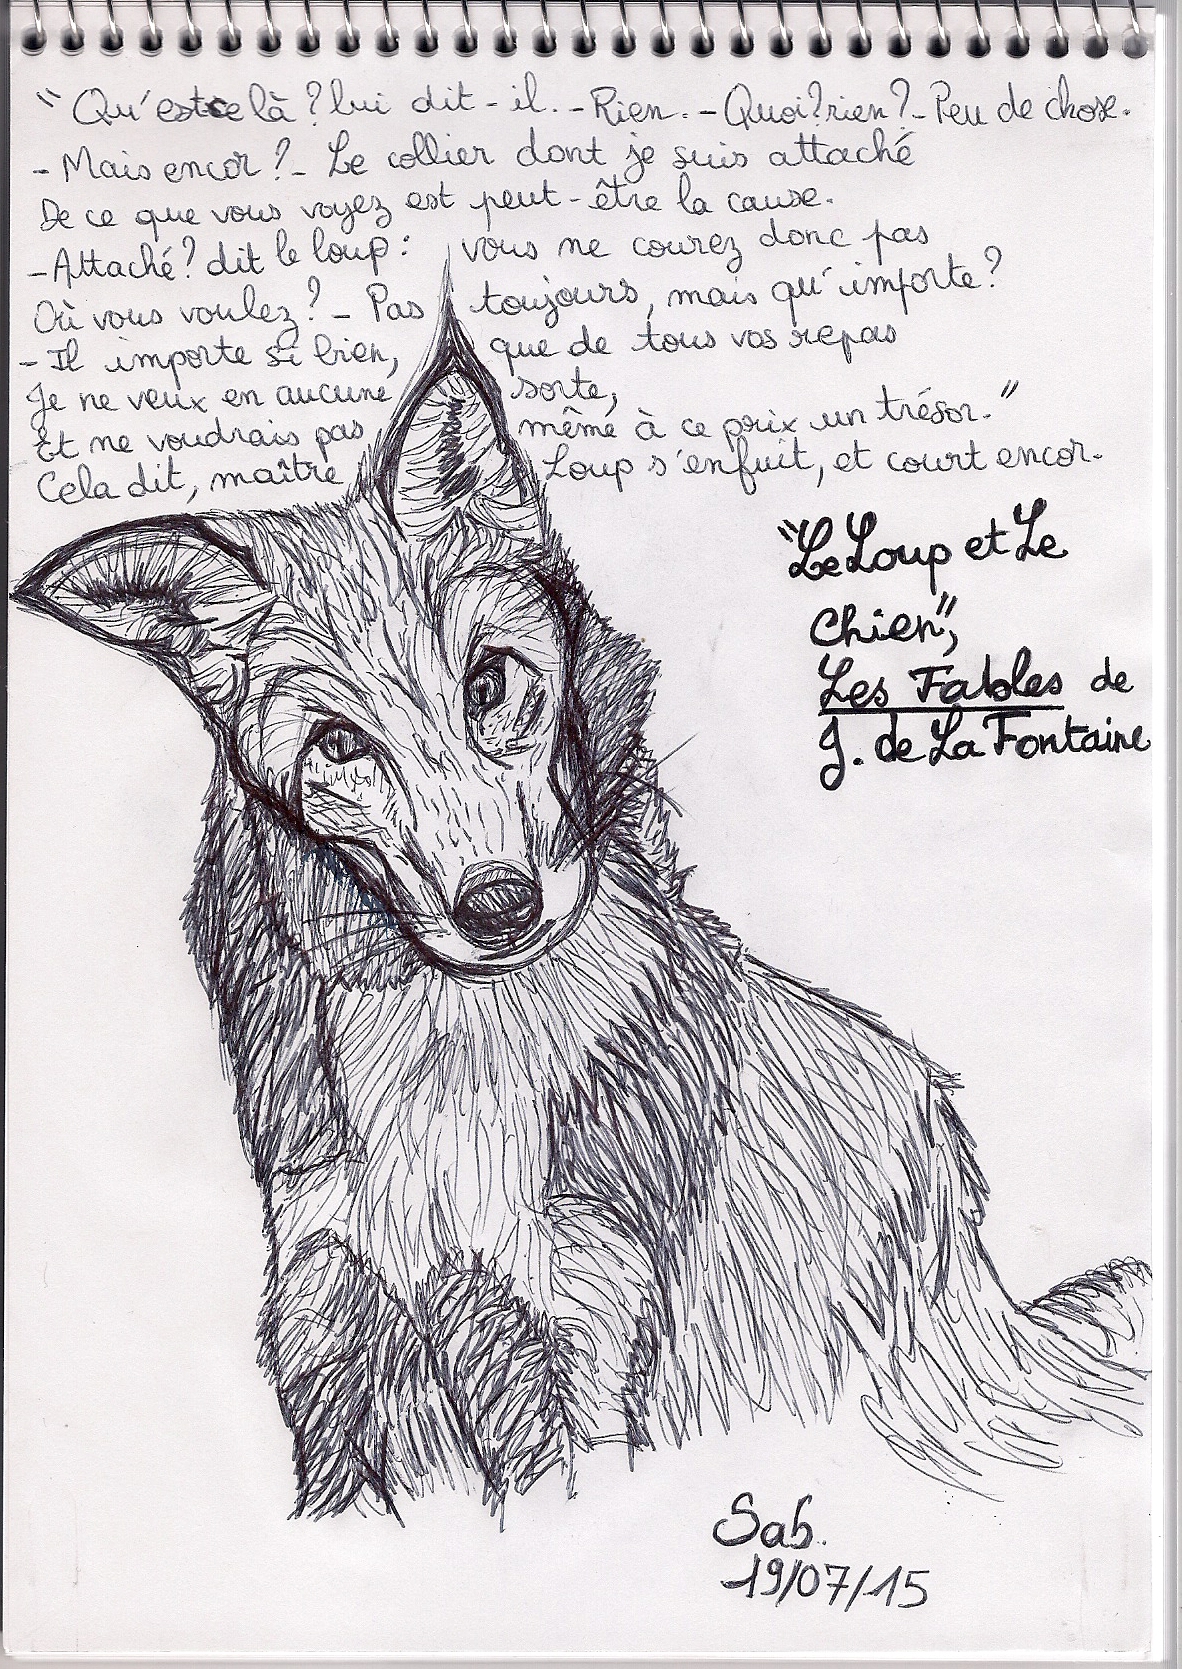 "Qu'est ce là ? lui dit-il. - Rien. - Quoi ? rien ? - Peu de chose.
- Mais encor ? - Le collier dont je suis attaché
De ce que vous voyez est peut-être la cause.
- Attaché ? dit le loup : vous ne courez donc pas
Où vous voulez ? - Pas toujours, mais qu'importe ?
- Il importe si bien, que de tous vos repas
Je ne veux en aucune sorte,
Et ne voudrais pas même à ce prix un trésor."
Cela dit, maître Loup s'enfuit, et court encor.
"Le Loup et Le
Chien",
Les Fables de
J. de La Fontaine
Sab.
19/07/15